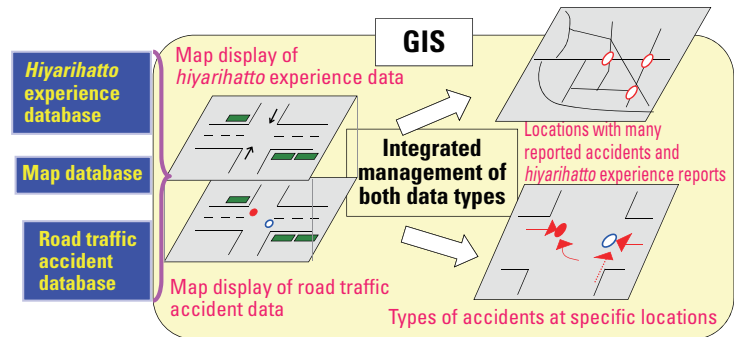 Hiyarihatto
experience
database
Map database
Road traffic
accident
database
GIS
Map display of
hiyarihatto experience data
Integrated
management of
both data types
Map display of road traffic
accident data
Locations with many
reported accidents and
hiyarihatto experience reports
Types of accidents at specific locations